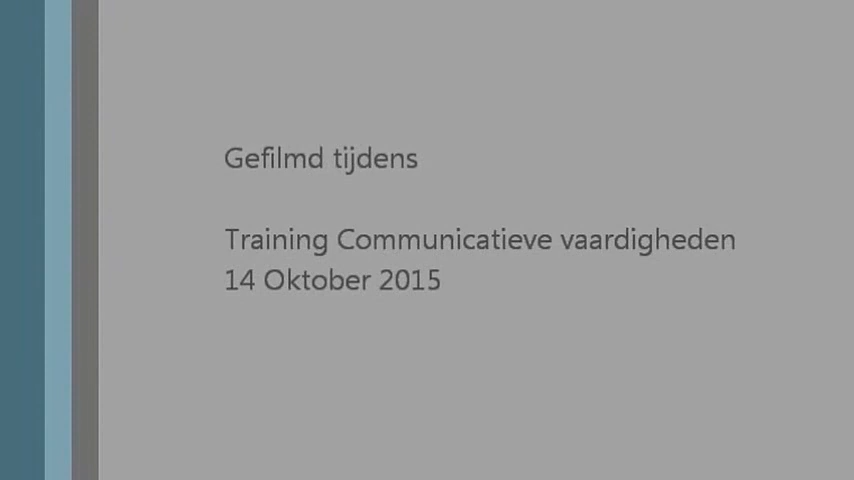 Gefilmd tijdens
Training Communicatieve vaardigheden
14 Oktober 2015